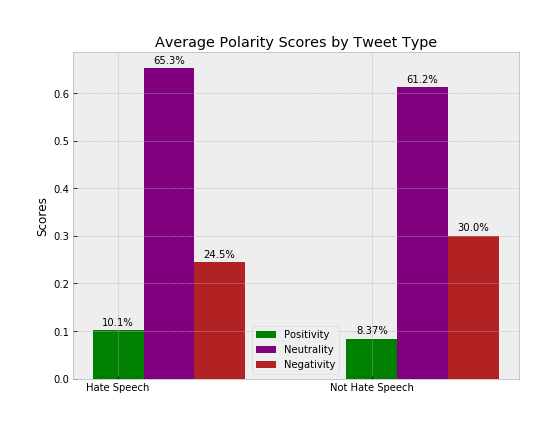 Average Polarity Scores by Tweet Type
65.3%
61.2%
0.6
0.5
Scores
0.4
0.3
30.0%
24.5%
0.2
10.1%
8.37%
0.1
Positivity
Neutrality
Negativity
0.0
Hate Speech
Not Hate Speech